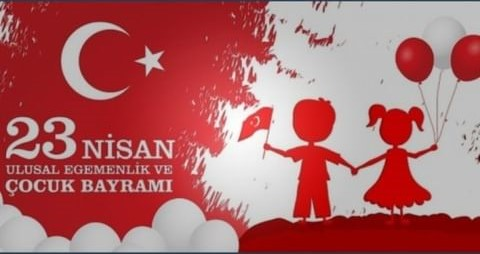 23 NİSAN
ULUSAL EGEMENLİK VE
ÇOCUK BAYRAMI